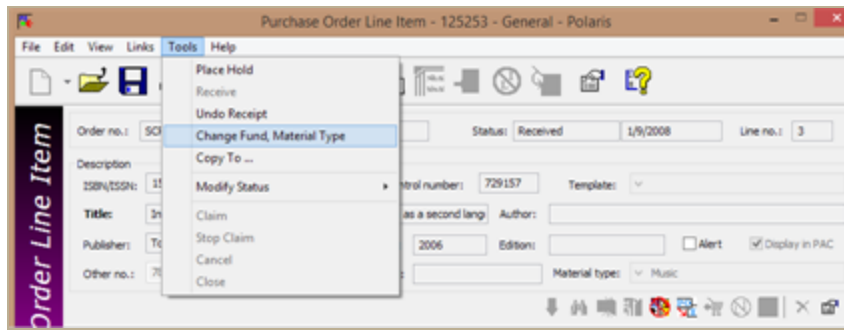 Purchase Order Line Item - 125253 - General - Polaris
File Edit View Links Tools Help
Place Hold
Receive
Undo Receipt
Change Fund, Material Type
Copy To ...
Modify Status
Claim
Stop Claim
Cancel
Close
Order Line Item
Order no.: Status: Received 1/9/2008 Line no.: 3
Description
ISBN/ISSN: 15 ntrol number: 729157 Template:
Title: as a second lang Author:
Publisher: To 2006 Edition: Alert Display in PAC
Other no.: Material type: Music